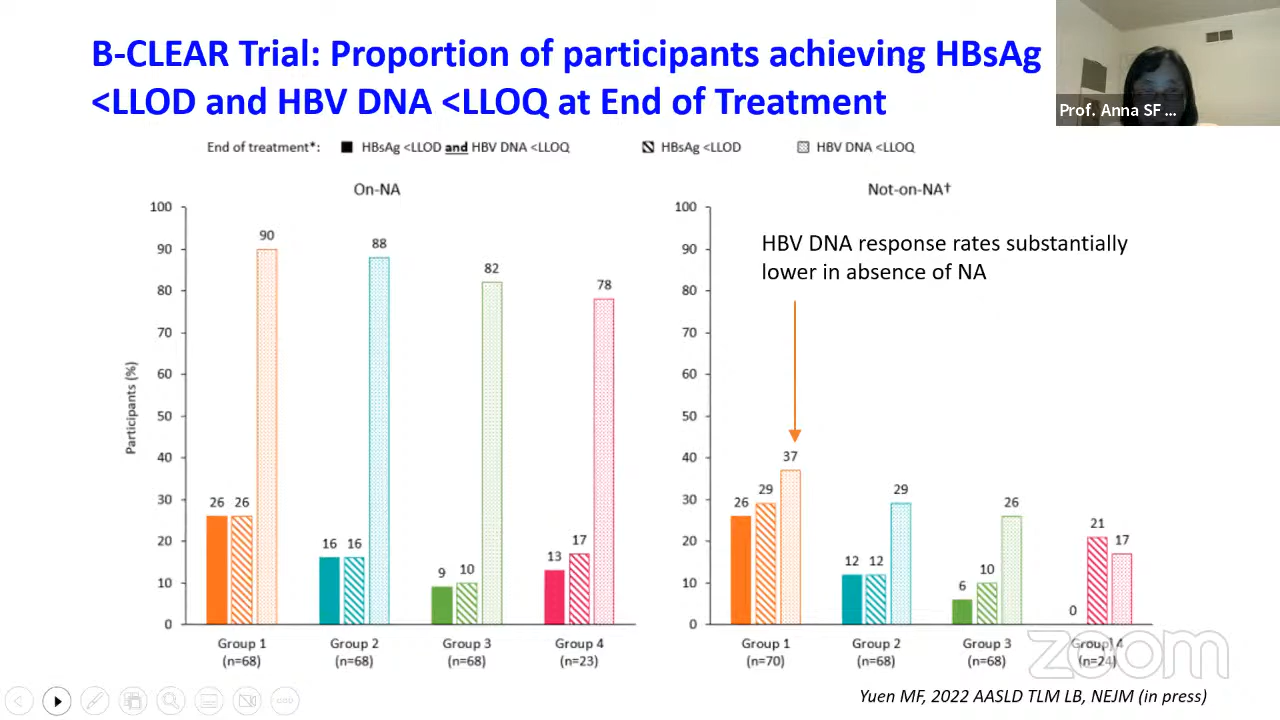 B-CLEAR Trial: Proportion of participants achieving HBsAg
<LLOD and HBV DNA <LLOQ at End of Treatment
Prof. Anna SF ...
End of treatment*: HBsAg <LLOD and HBV DNA <LLOQ HBsAg <LLOD HBV DNA <LLOQ
On-NA
Participants (%)
100
90
80
70
60
50
40
30
20
10
0
90
88
82
78
26 26
16 16
9 10
13 17
Group 1 Group 2 Group 3 Group 4
(n=68) (n=68) (n=68) (n=23)
Not-on-NA†
100
90
80
70
60
50
40
30
20
10
0
HBV DNA response rates substantially
lower in absence of NA
26 29 37
12 12 29
6 10 26
0 21 17
Group 1 Group 2 Group 3 Group 4
(n=70) (n=68) (n=68) (n=24)
zoom
Yuen MF, 2022 AASLD TLM LB, NEJM (in press)